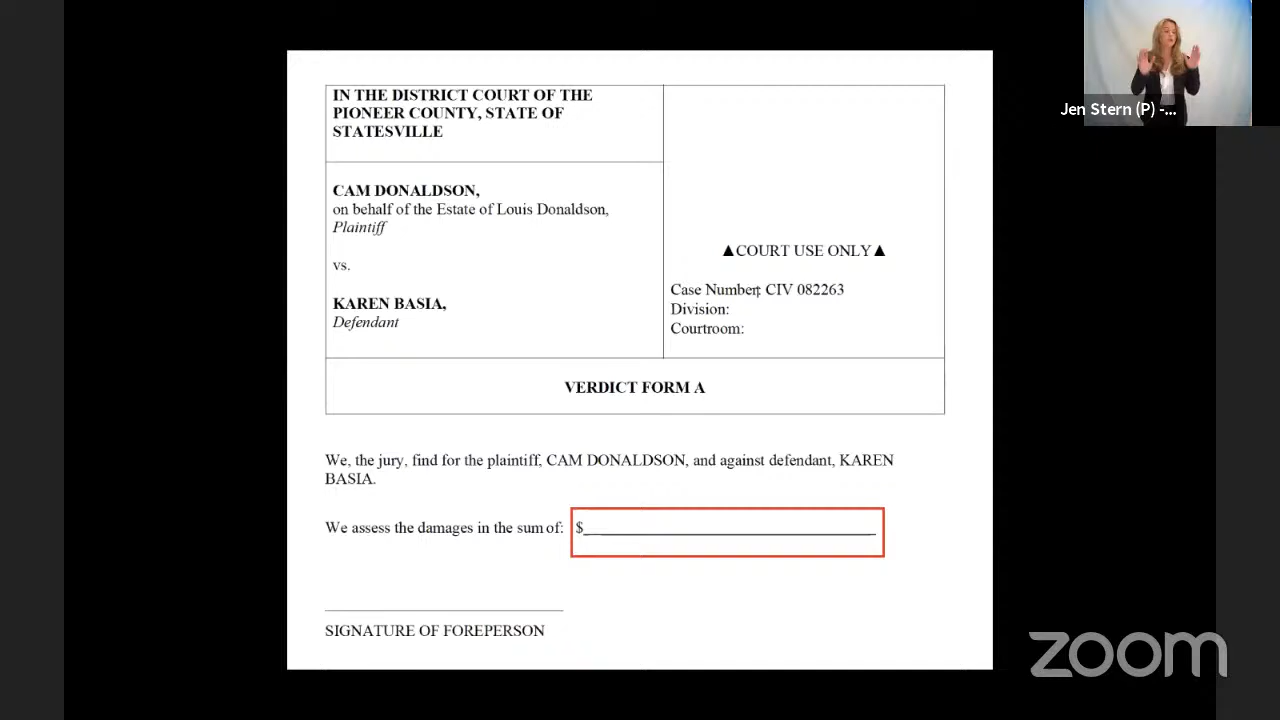 Jen Stern (P) -...
IN THE DISTRICT COURT OF THE
PIONEER COUNTY, STATE OF
STATESVILLE
CAM DONALDSON,
on behalf of the Estate of Louis Donaldson,
Plaintiff
vs.
KAREN BASIA,
Defendant
▲COURT USE ONLY▲
Case Number: CIV 082263
Division:
Courtroom:
VERDICT FORM A
We, the jury, find for the plaintiff, CAM DONALDSON, and against defendant, KAREN
BASIA.
We assess the damages in the sum of: $
SIGNATURE OF FOREPERSON
zoom